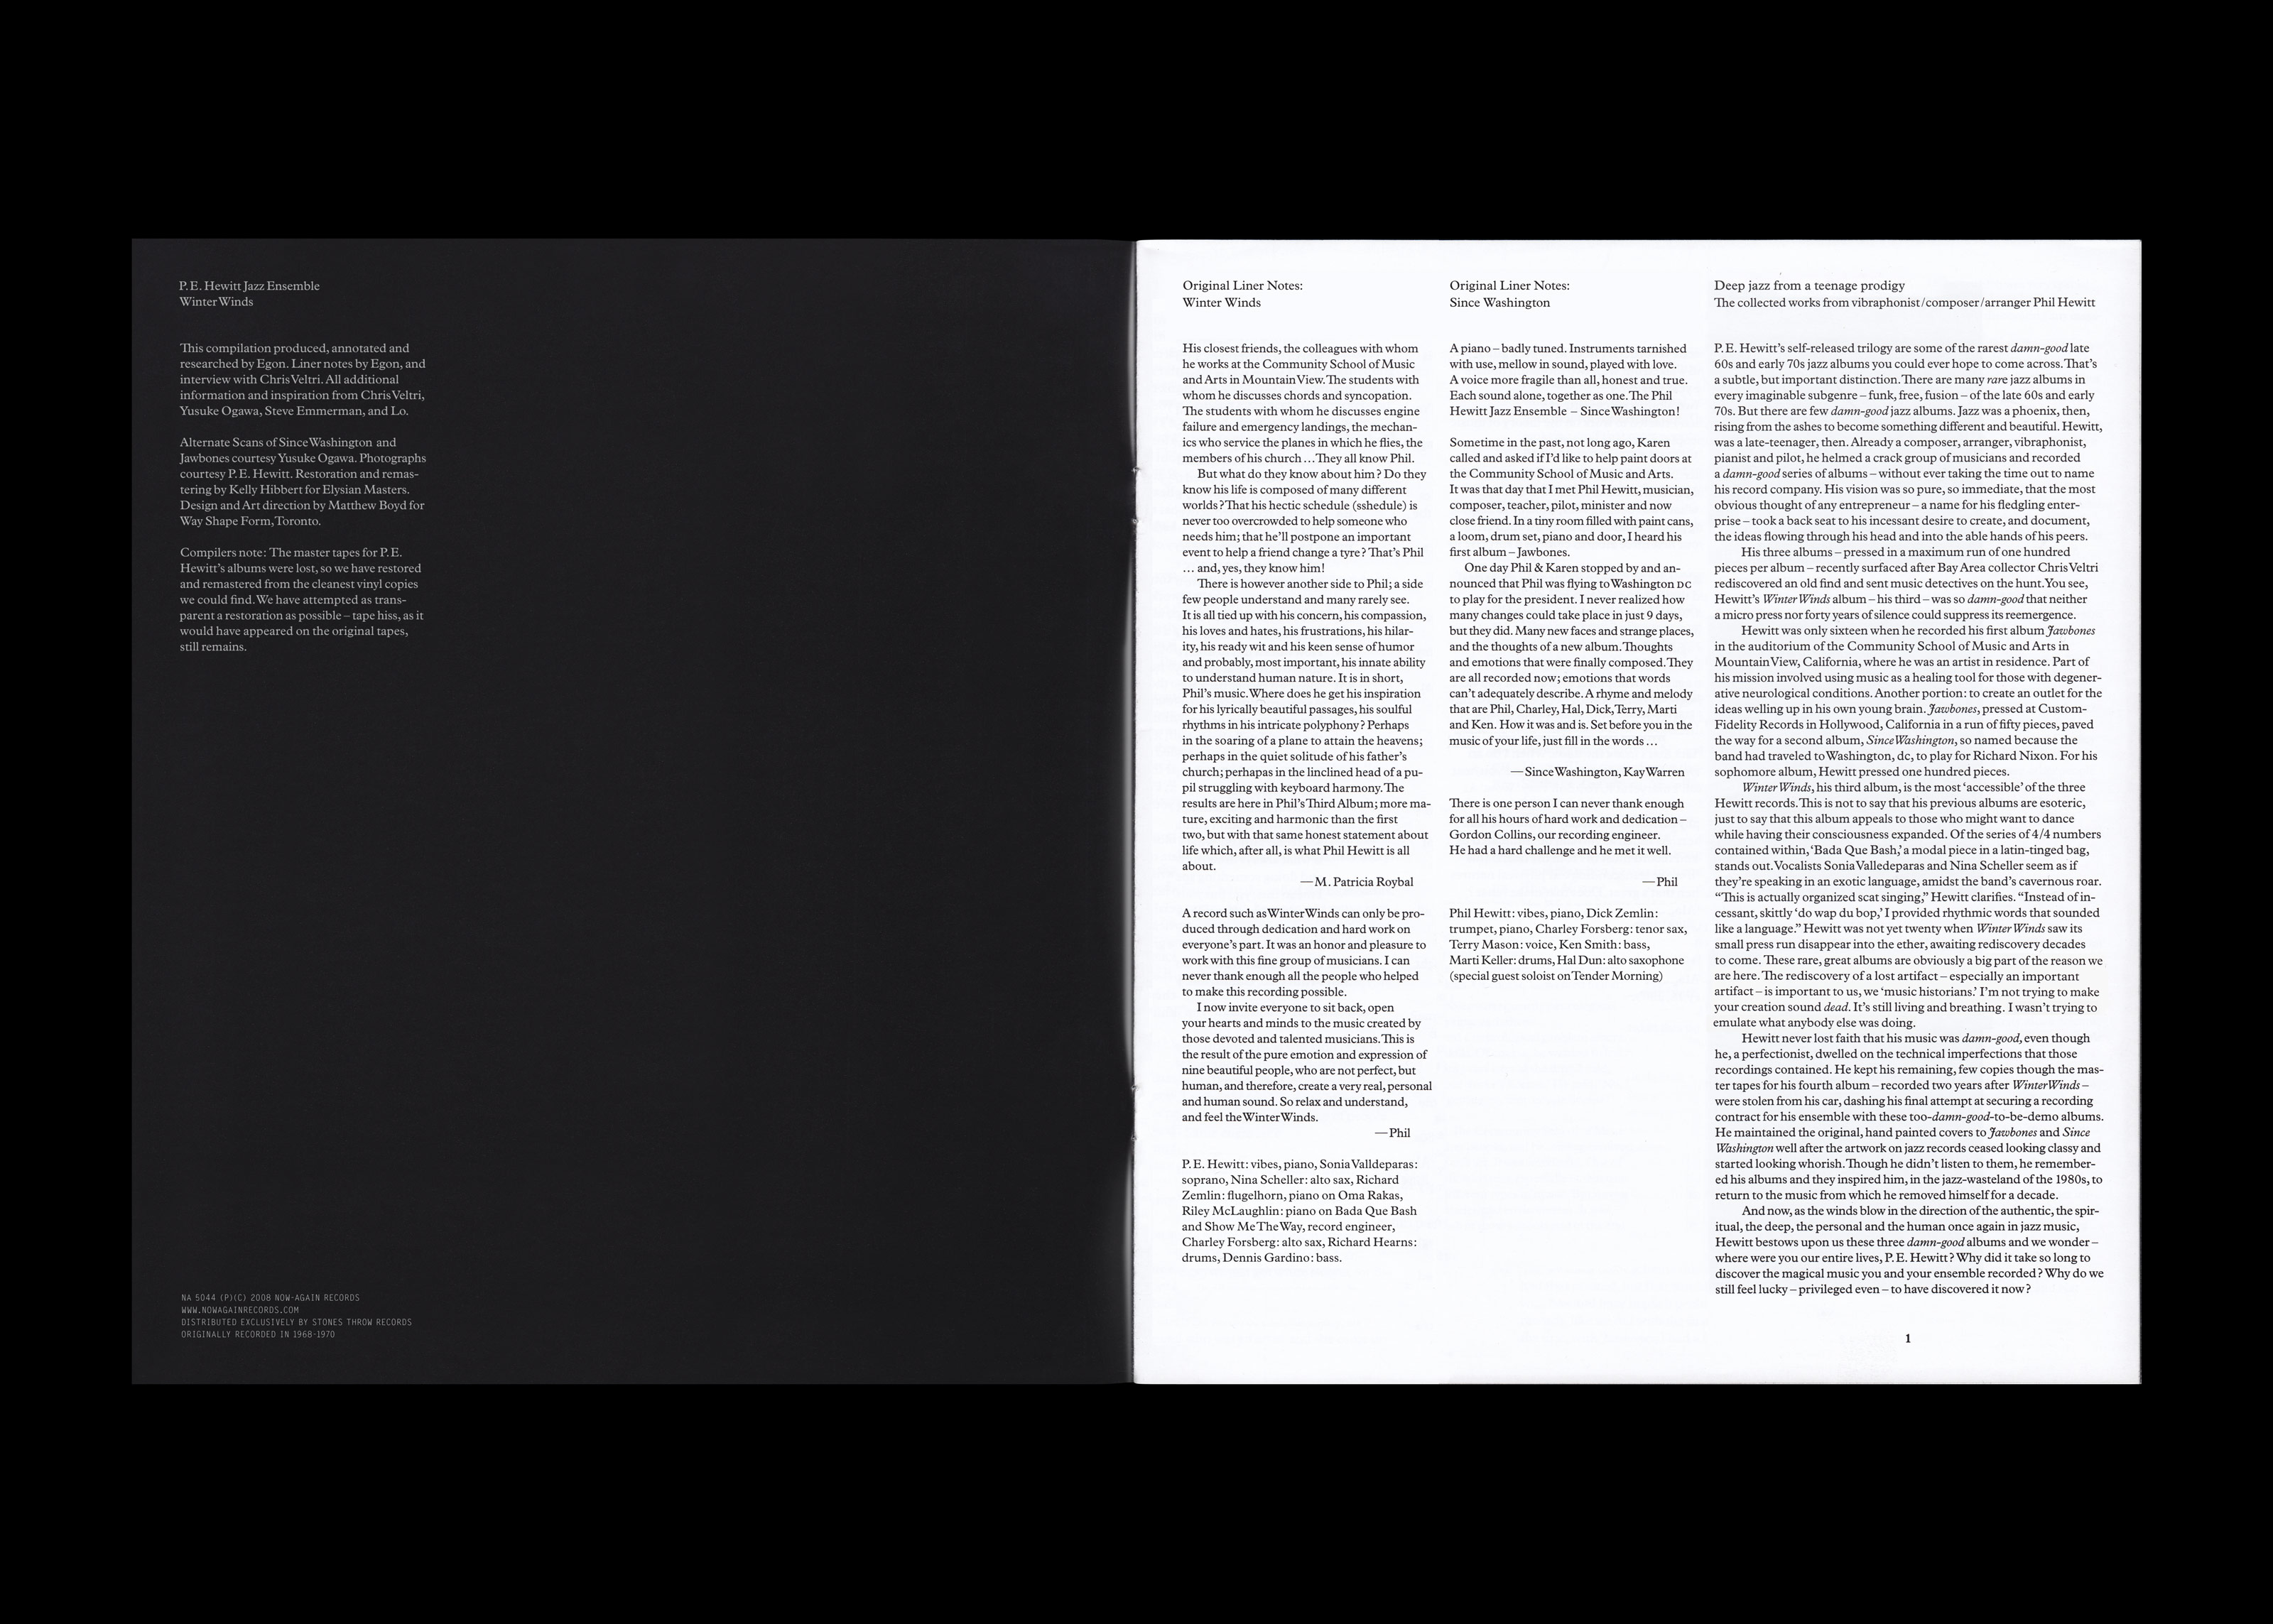 P.E. Hewitt Jazz Ensemble
Winter Winds
This compilation produced, annotated and
researched by Egon. Liner notes by Egon, and
interview with Chris Veltri. All additional
information and inspiration from Chris Veltri,
Yusuke Ogawa, Steve Emmerman, and Lo.
Alternate Scans of Since Washington and
Jawbones courtesy Yusuke Ogawa. Photographs
courtesy P.E. Hewitt. Restoration and remas-
tering by Kelly Hibbert for Elysian Masters.
Design and Art direction by Matthew Boyd for
Way Shape Form, Toronto.
Compilers note: The master tapes for P.E.
Hewitt's albums were lost, so we have restored
and remastered from the cleanest vinyl copies
we could find. We have attempted as trans-
parent a restoration as possible – tape hiss, as it
would have appeared on the original tapes,
still remains.
NA 5044 (P)(C) 2008 NOW-AGAIN RECORDS
WWW.NOWAGAINRECORDS.COM
DISTRIBUTED EXCLUSIVELY BY STONES THROW RECORDS
ORIGINALLY RECORDED IN 1968-1970
Original Liner Notes:
Winter Winds
His closest friends, the colleagues with whom
he works at the Community School of Music
and Arts in Mountain View. The students with
whom he discusses chords and syncopation.
The students with whom he discusses engine
failure and emergency landings, the mechan-
ics who service the planes in which he flies, the
members of his church ... They all know Phil.
But what do they know about him? Do they
know his life is composed of many different
worlds? That his hectic schedule (sshedule) is
never too overcrowded to help someone who
needs him; that he'll postpone an important
event to help a friend change a tyre? That's Phil
... and, yes, they know him!
There is however another side to Phil; a side
few people understand and many rarely see.
It is all tied up with his concern, his compassion,
his loves and hates, his frustrations, his hilar-
ity, his ready wit and his keen sense of humor
and probably, most important, his innate ability
to understand human nature. It is in short,
Phil's music. Where does he get his inspiration
for his lyrically beautiful passages, his soulful
rhythms in his intricate polyphony? Perhaps
in the soaring of a plane to attain the heavens;
perhaps in the quiet solitude of his father's
church; perhapas in the linclined head of a pu-
pil struggling with keyboard harmony. The
results are here in Phil's Third Album; more ma-
ture, exciting and harmonic than the first
two, but with that same honest statement about
life which, after all, is what Phil Hewitt is all
about.
— M. Patricia Roybal
A record such as Winter Winds can only be pro-
duced through dedication and hard work on
everyone's part. It was an honor and pleasure to
work with this fine group of musicians. I can
never thank enough all the people who helped
to make this recording possible.
I now invite everyone to sit back, open
your hearts and minds to the music created by
those devoted and talented musicians. This is
the result of the pure emotion and expression of
nine beautiful people, who are not perfect, but
human, and therefore, create a very real, personal
and human sound. So relax and understand,
and feel the Winter Winds.
— Phil
P.E. Hewitt: vibes, piano, Sonia Valldeparas:
soprano, Nina Scheller: alto sax, Richard
Zemlin: flugelhorn, piano on Oma Rakas,
Riley McLaughlin: piano on Bada Que Bash
and Show Me The Way, record engineer,
Charley Forsberg: alto sax, Richard Hearns:
drums, Dennis Gardino: bass.
Original Liner Notes:
Since Washington
A piano – badly tuned. Instruments tarnished
with use, mellow in sound, played with love.
A voice more fragile than all, honest and true.
Each sound alone, together as one. The Phil
Hewitt Jazz Ensemble – Since Washington!
Sometime in the past, not long ago, Karen
called and asked if I'd like to help paint doors at
the Community School of Music and Arts.
It was that day that I met Phil Hewitt, musician,
composer, teacher, pilot, minister and now
close friend. In a tiny room filled with paint cans,
a loom, drum set, piano and door, I heard his
first album – Jawbones.
One day Phil & Karen stopped by and an-
nounced that Phil was flying to Washington DC
to play for the president. I never realized how
many changes could take place in just 9 days,
but they did. Many new faces and strange places,
and the thoughts of a new album. Thoughts
and emotions that were finally composed. They
are all recorded now; emotions that words
can't adequately describe. A rhyme and melody
that are Phil, Charley, Hal, Dick, Terry, Marti
and Ken. How it was and is. Set before you in the
music of your life, just fill in the words ...
— Since Washington, Kay Warren
There is one person I can never thank enough
for all his hours of hard work and dedication –
Gordon Collins, our recording engineer.
He had a hard challenge and he met it well.
— Phil
Phil Hewitt: vibes, piano, Dick Zemlin:
trumpet, piano, Charley Forsberg: tenor sax,
Terry Mason: voice, Ken Smith: bass,
Marti Keller: drums, Hal Dun: alto saxophone
(special guest soloist on Tender Morning)
Deep jazz from a teenage prodigy
The collected works from vibraphonist/composer/arranger Phil Hewitt
P.E. Hewitt's self-released trilogy are some of the rarest damn-good late
60s and early 70s jazz albums you could ever hope to come across. That's
a subtle, but important distinction. There are many rare jazz albums in
every imaginable subgenre – funk, free, fusion – of the late 60s and early
70s. But there are few damn-good jazz albums. Jazz was a phoenix, then,
rising from the ashes to become something different and beautiful. Hewitt,
was a late-teenager, then. Already a composer, arranger, vibraphonist,
pianist and pilot, he helmed a crack group of musicians and recorded
a damn-good series of albums – without ever taking the time out to name
his record company. His vision was so pure, so immediate, that the most
obvious thought of any entrepreneur – a name for his fledgling enter-
prise – took a back seat to his incessant desire to create, and document,
the ideas flowing through his head and into the able hands of his peers.
His three albums – pressed in a maximum run of one hundred
pieces per album – recently surfaced after Bay Area collector Chris Veltri
rediscovered an old find and sent music detectives on the hunt. You see,
Hewitt's Winter Winds album – his third – was so damn-good that neither
a micro press nor forty years of silence could suppress its reemergence.
Hewitt was only sixteen when he recorded his first album Jawbones
in the auditorium of the Community School of Music and Arts in
Mountain View, California, where he was an artist in residence. Part of
his mission involved using music as a healing tool for those with degener-
ative neurological conditions. Another portion: to create an outlet for the
ideas welling up in his own young brain. Jawbones, pressed at Custom-
Fidelity Records in Hollywood, California in a run of fifty pieces, paved
the way for a second album, Since Washington, so named because the
band had traveled to Washington, dc, to play for Richard Nixon. For his
sophomore album, Hewitt pressed one hundred pieces.
Winter Winds, his third album, is the most 'accessible' of the three
Hewitt records. This is not to say that his previous albums are esoteric,
just to say that this album appeals to those who might want to dance
while having their consciousness expanded. Of the series of 4/4 numbers
contained within, 'Bada Que Bash,' a modal piece in a latin-tinged bag,
stands out. Vocalists Sonia Valledeparas and Nina Scheller seem as if
they're speaking in an exotic language, amidst the band's cavernous roar.
"This is actually organized scat singing," Hewitt clarifies. "Instead of in-
cessant, skittly 'do wap du bop,' I provided rhythmic words that sounded
like a language." Hewitt was not yet twenty when Winter Winds saw its
small press run disappear into the ether, awaiting rediscovery decades
to come. These rare, great albums are obviously a big part of the reason we
are here. The rediscovery of a lost artifact – especially an important
artifact – is important to us, we 'music historians.' I'm not trying to make
your creation sound dead. It's still living and breathing. I wasn't trying to
emulate what anybody else was doing.
Hewitt never lost faith that his music was damn-good, even though
he, a perfectionist, dwelled on the technical imperfections that those
recordings contained. He kept his remaining, few copies though the mas-
ter tapes for his fourth album – recorded two years after Winter Winds –
were stolen from his car, dashing his final attempt at securing a recording
contract for his ensemble with these too-damn-good-to-be-demo albums.
He maintained the original, hand painted covers to Jawbones and Since
Washington well after the artwork on jazz records ceased looking classy and
started looking whorish. Though he didn't listen to them, he remember-
ed his albums and they inspired him, in the jazz-wasteland of the 1980s, to
return to the music from which he removed himself for a decade.
And now, as the winds blow in the direction of the authentic, the spir-
itual, the deep, the personal and the human once again in jazz music,
Hewitt bestows upon us these three damn-good albums and we wonder –
where were you our entire lives, P.E. Hewitt? Why did it take so long to
discover the magical music you and your ensemble recorded? Why do we
still feel lucky – privileged even – to have discovered it now?
1